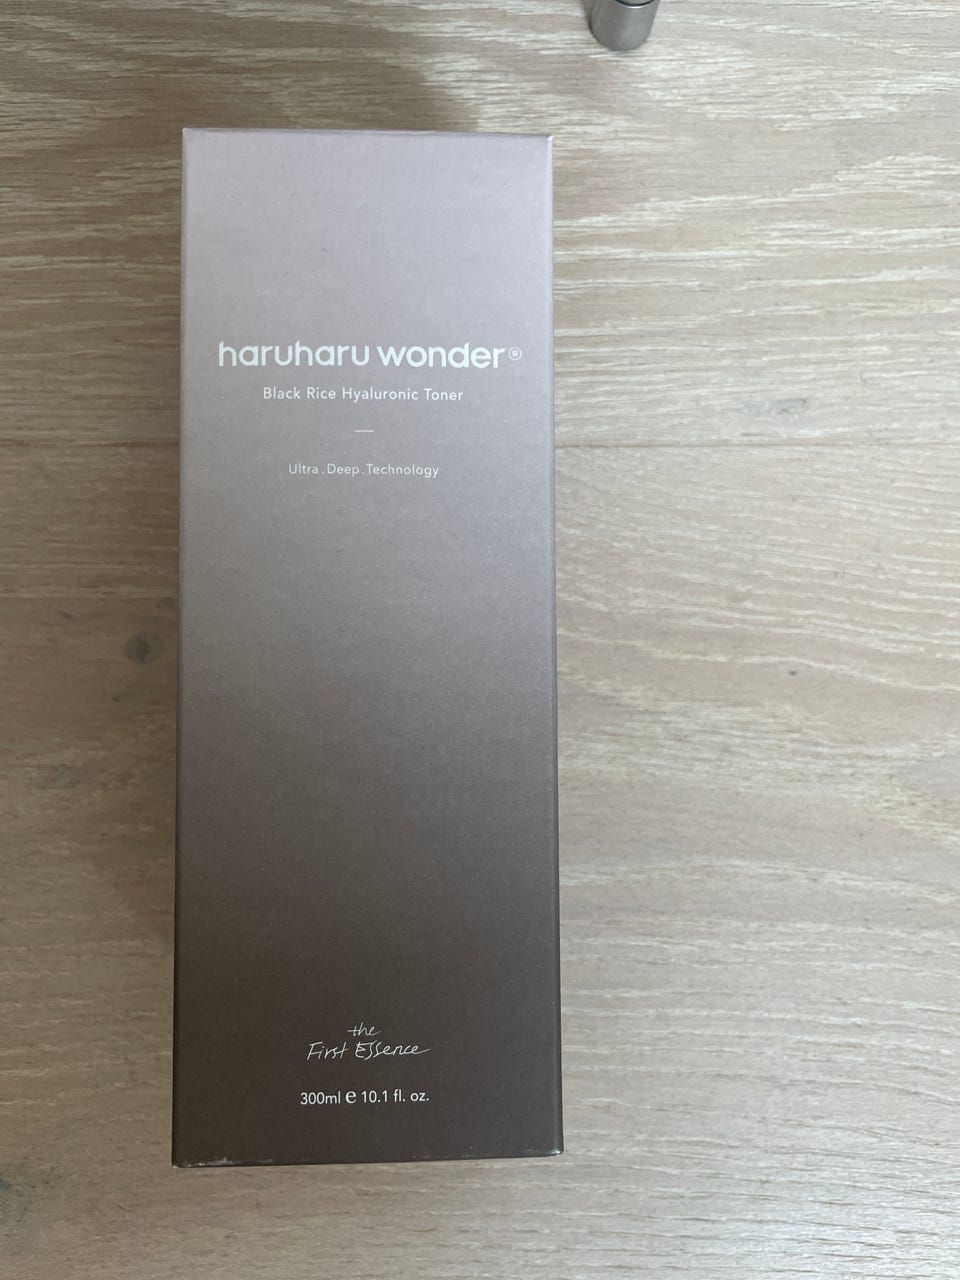 haruharu wonder®
Black Rice Hyaluronic Toner
Ultra.Deep.Technology
the
First Essence
300ml ℮ 10.1 fl. oz.